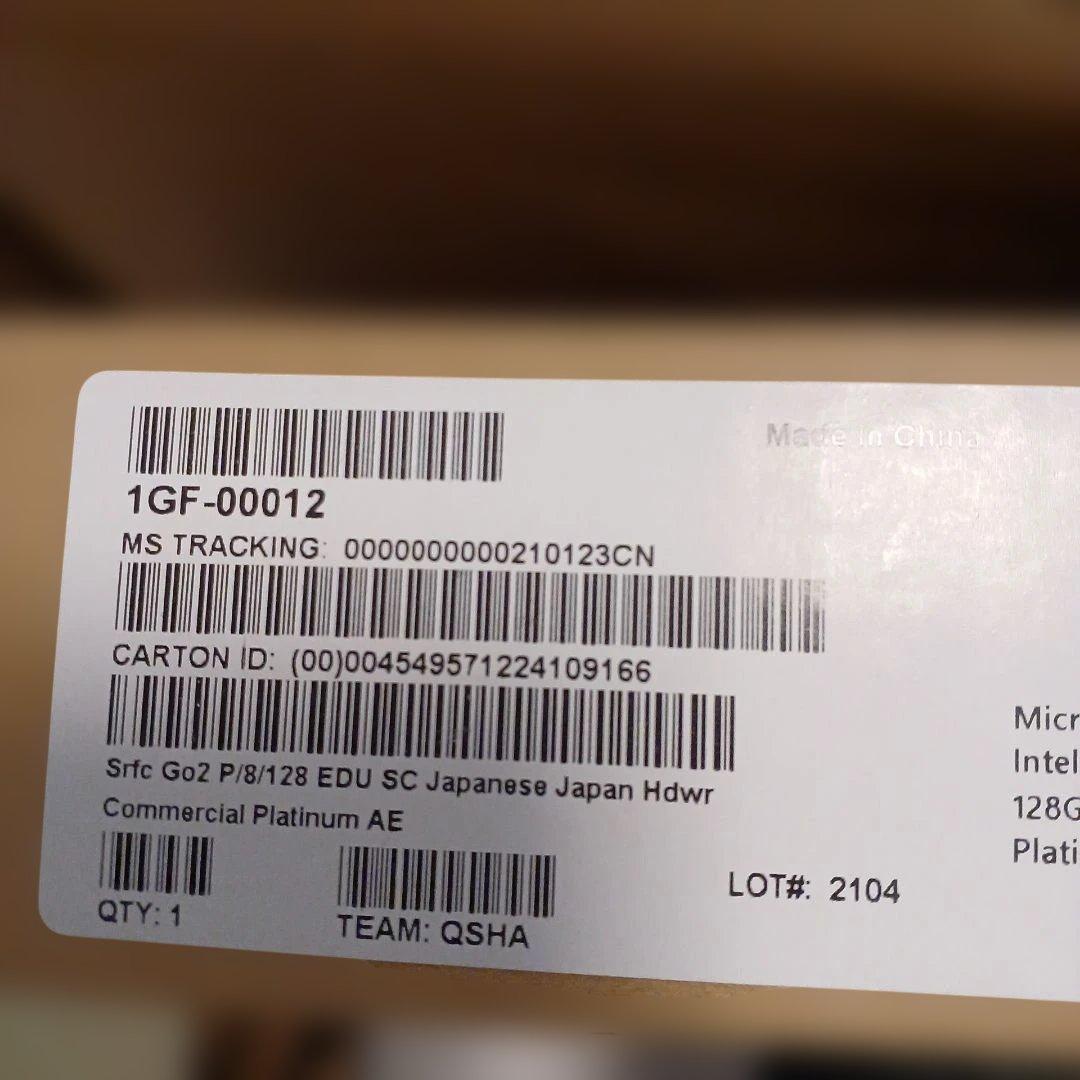 Made in China
1GF-00012
MS TRACKING: 0000000000210123CN
CARTON ID: (00)004549571224109166
Srfc Go2 P/8/128 EDU SC Japanese Japan Hdwr
Commercial Platinum AE
QTY: 1
TEAM: QSHA
LOT#: 2104
Micr
Intel
128G
Plati